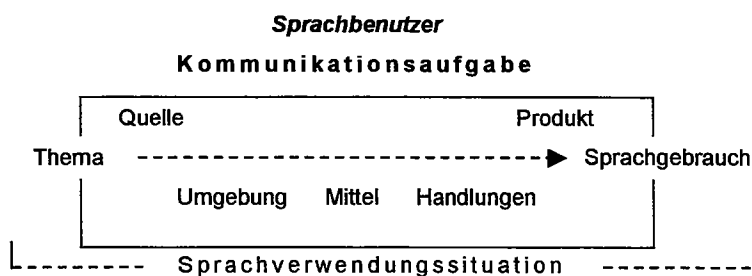 Sprachbenutzer
Kommunikationsaufgabe
Quelle Produkt
Thema Sprachgebrauch
Umgebung Mittel Handlungen
Sprachverwendungssituation